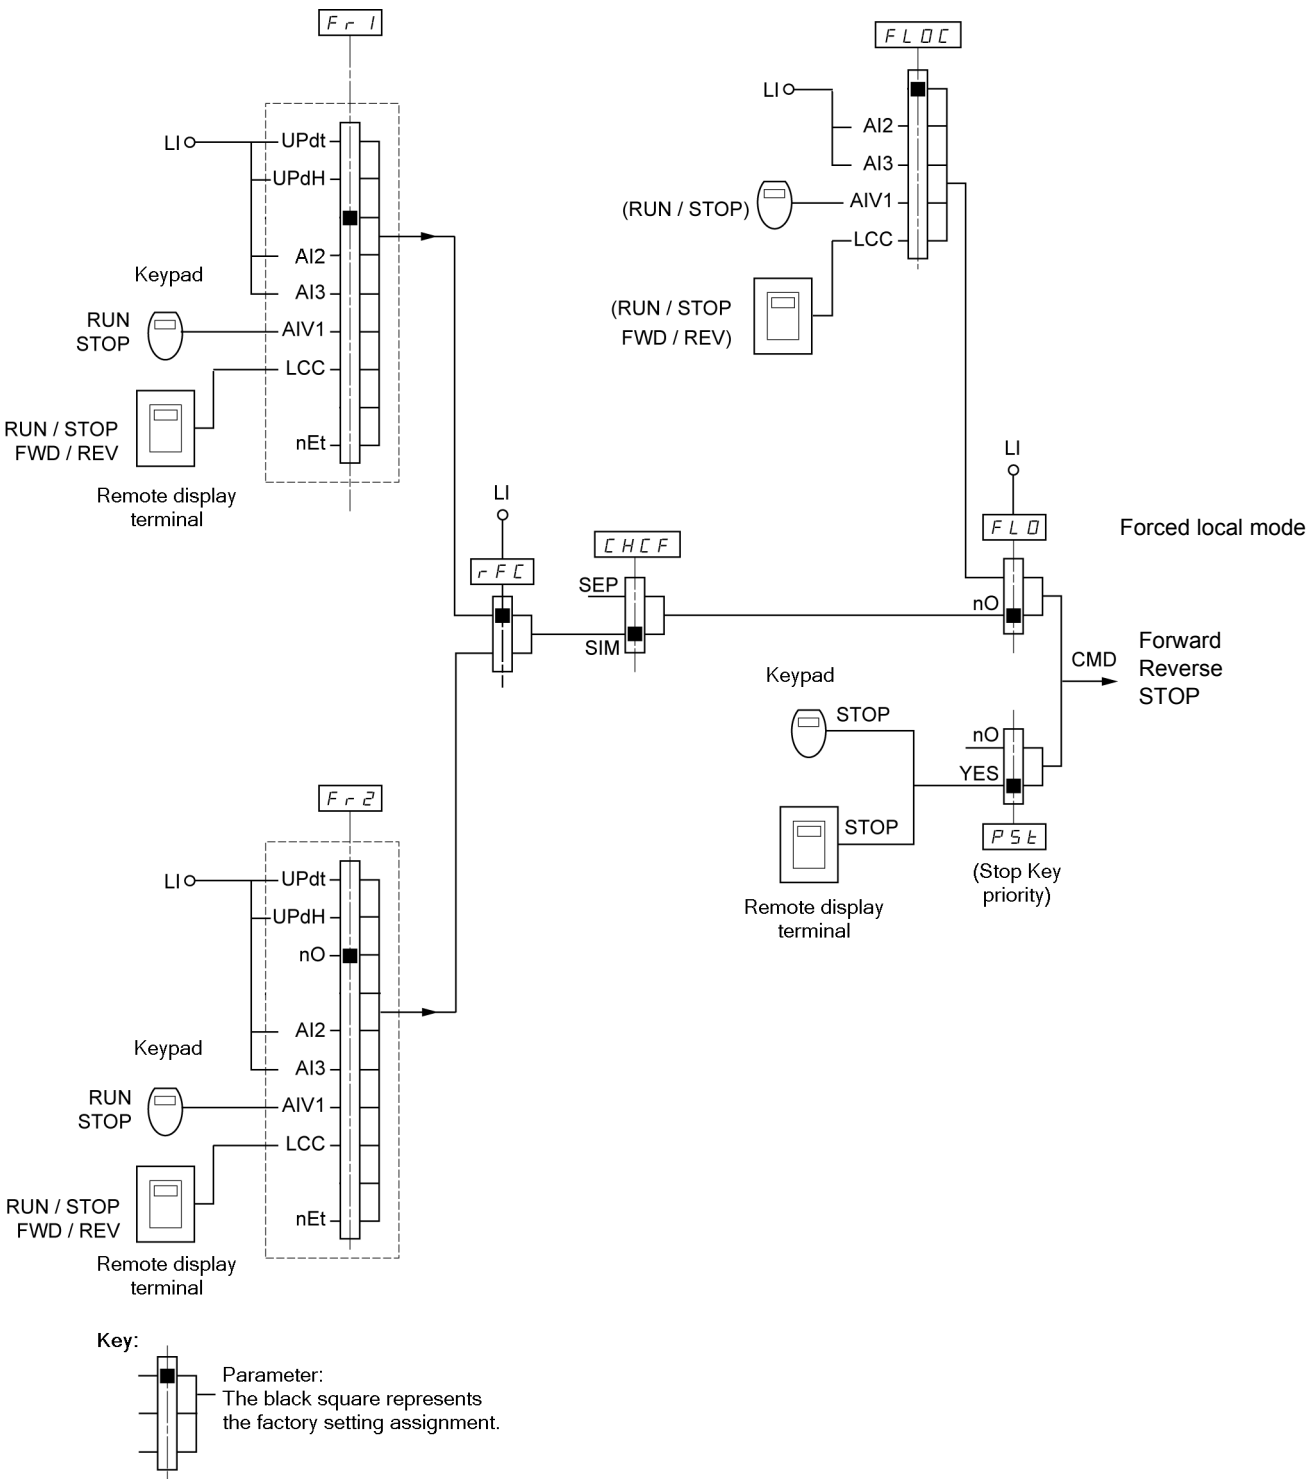 Fr1
LI
UPdt
UPdH
AI2
AI3
AIV1
LCC
nEt
Keypad
RUN
STOP
RUN / STOP
FWD / REV
Remote display
terminal
FLOC
LI
AI2
AI3
AIV1
LCC
(RUN / STOP)
(RUN / STOP
FWD / REV)
LI
rFC
CHCF
SEP
SIM
LI
FLO
nO
Forced local mode
CMD
Forward
Reverse
STOP
Keypad
STOP
STOP
Remote display
terminal
nO
YES
PSt
(Stop Key
priority)
Fr2
LI
UPdt
UPdH
nO
AI2
AI3
AIV1
LCC
nEt
Keypad
RUN
STOP
RUN / STOP
FWD / REV
Remote display
terminal
Key:
Parameter:
The black square represents
the factory setting assignment.